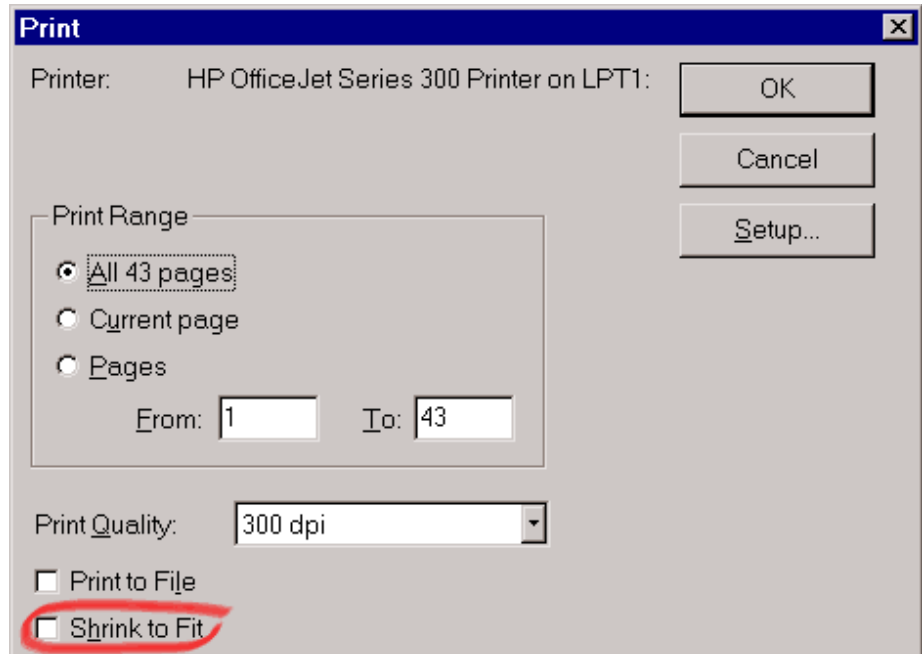 Print
Printer: HP OfficeJet Series 300 Printer on LPT1:
OK
Cancel
Setup...
Print Range
All 43 pages
Current page
Pages
From: 1 To: 43
Print Quality: 300 dpi
Print to File
Shrink to Fit